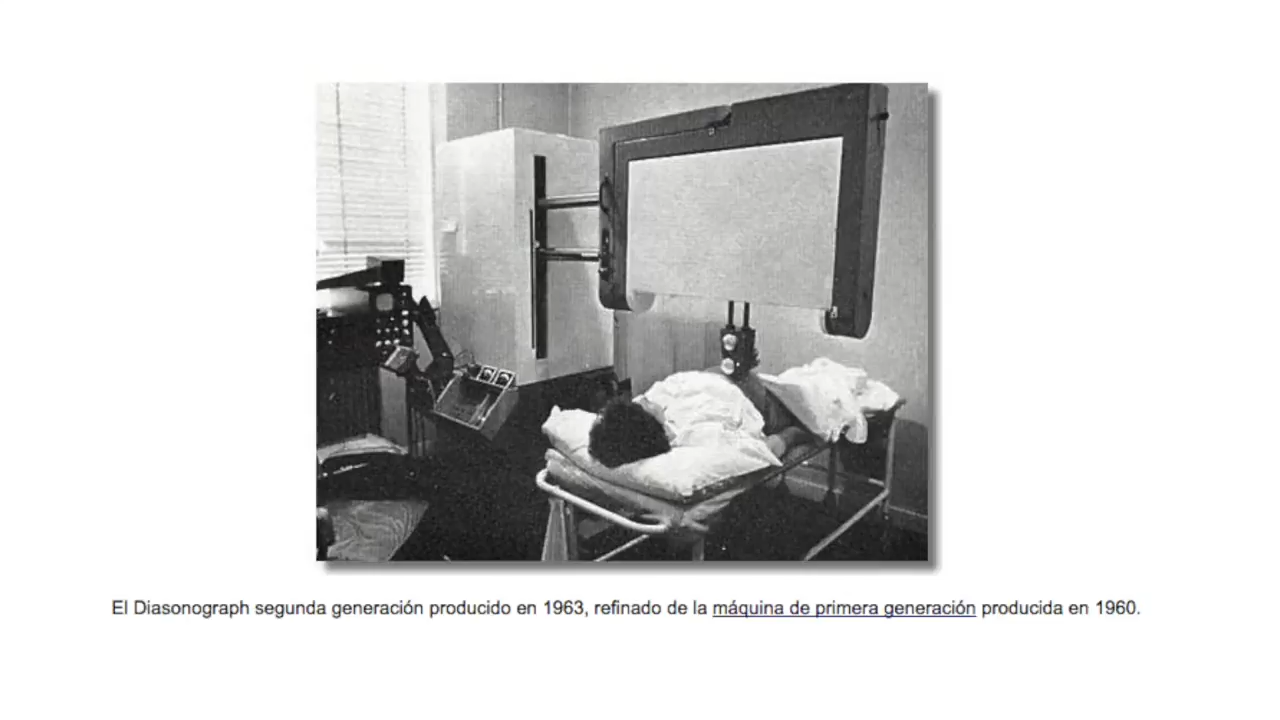 El Diasonograph segunda generación producido en 1963, refinado de la máquina de primera generación producida en 1960.